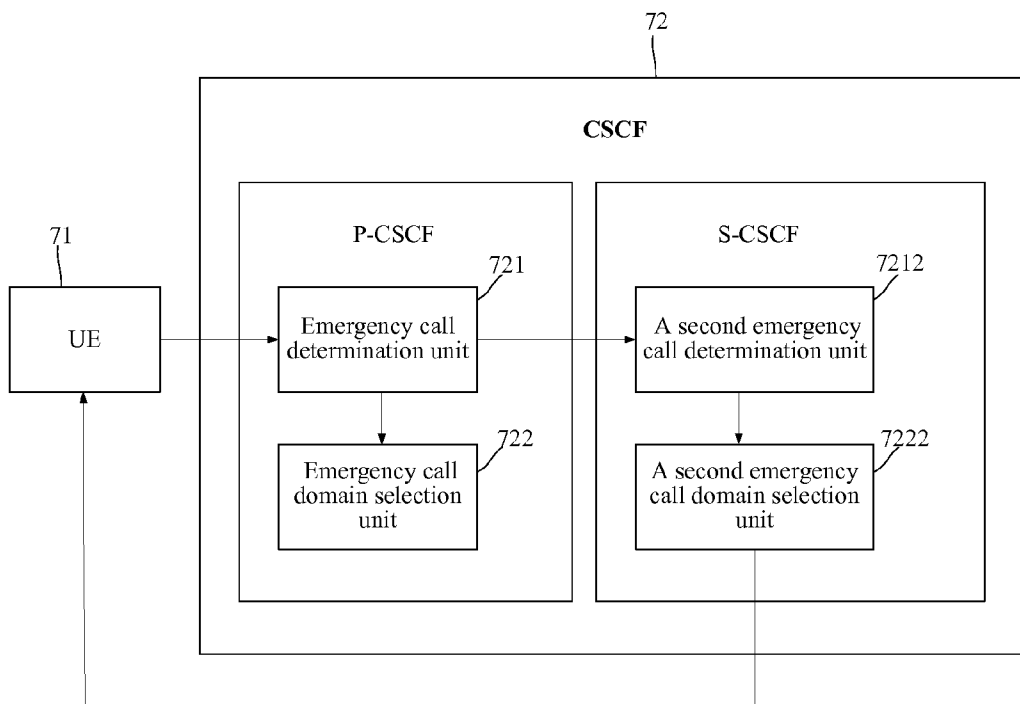 72
CSCF
71
UE
P-CSCF
721
Emergency call
determination unit
722
Emergency call
domain selection
unit
S-CSCF
7212
A second emergency
call determination unit
7222
A second emergency
call domain selection
unit